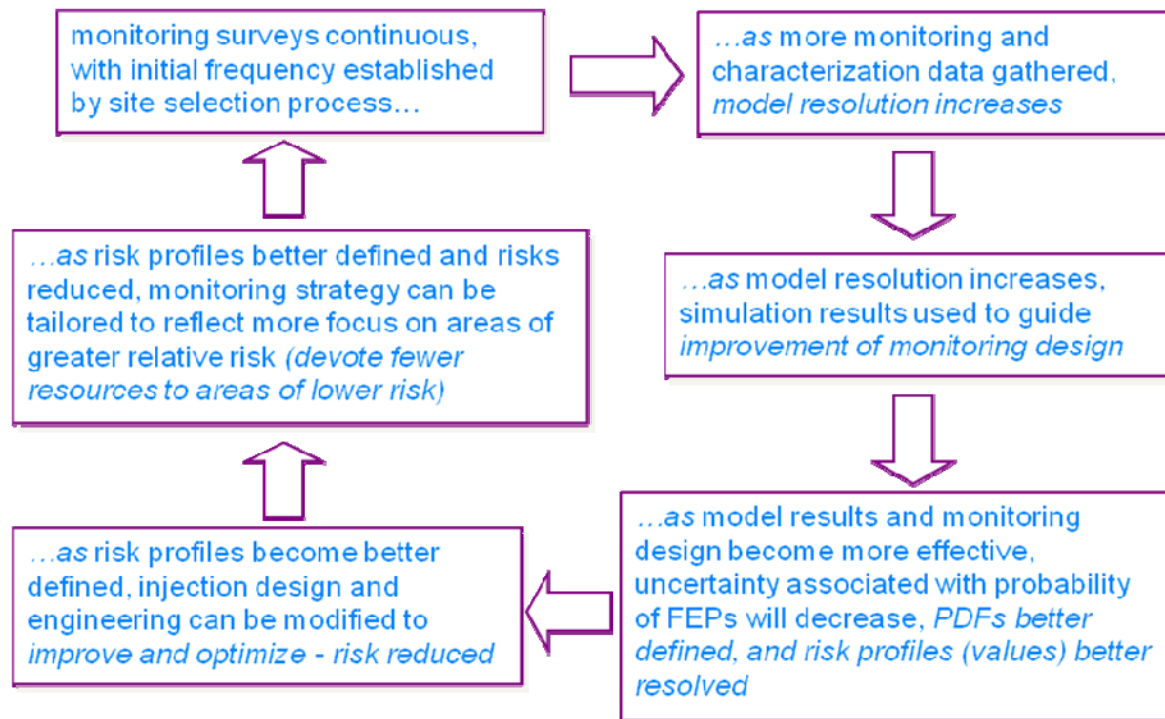 monitoring surveys continuous,
with initial frequency established
by site selection process…
…as more monitoring and
characterization data gathered,
model resolution increases
…as model resolution increases,
simulation results used to guide
improvement of monitoring design
…as model results and monitoring
design become more effective,
uncertainty associated with probability
of FEPs will decrease, PDFs better
defined, and risk profiles (values) better
resolved
…as risk profiles become better
defined, injection design and
engineering can be modified to
improve and optimize - risk reduced
…as risk profiles better defined and risks
reduced, monitoring strategy can be
tailored to reflect more focus on areas of
greater relative risk (devote fewer
resources to areas of lower risk)